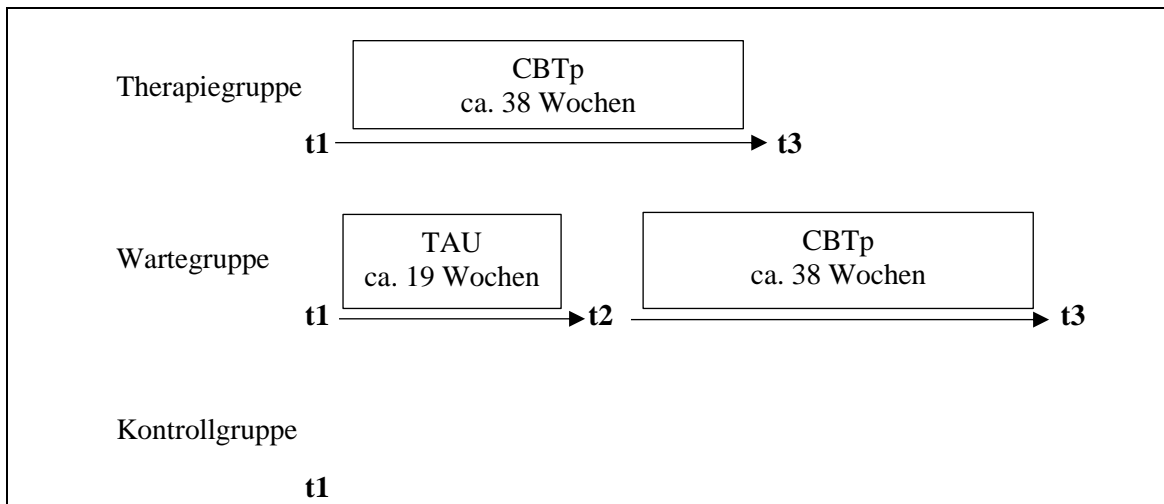 CBTp
Therapiegruppe
ca. 38 Wochen
t1
t3
TAU
CBTp
Wartegruppe
ca. 19 Wochen
ca. 38 Wochen
t1
t2
t3
Kontrollgruppe
t1